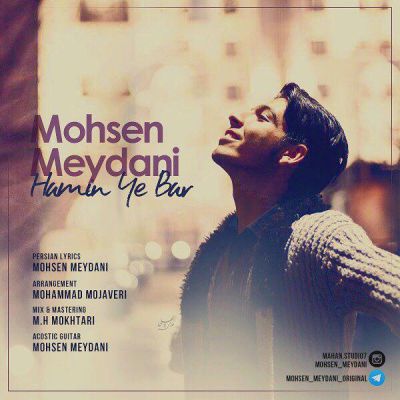 Mohsen
Meydani
Hamin Ye Bar
PERSIAN LYRICS
MOHSEN MEYDANI
ARRANGEMENT
MOHAMMAD MOJAVERI
MIX & MASTERING
M.H MOKHTARI
ACOSTIC GUITAR
MOHSEN MEYDANI
MAHAN.STUDIO7
MOHSEN_MEYDANI
MOHSEN_MEYDANI_ORIGINAL